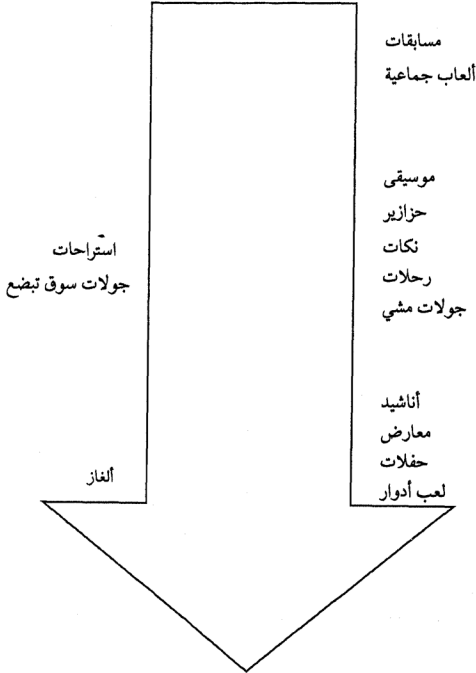 مسابقات
ألعاب جماعية
موسيقى
حزازير
نكات
رحلات
جولات مشي
أناشيد
معارض
حفلات
لعب أدوار
استراحات
جولات سوق تبضع
ألغاز